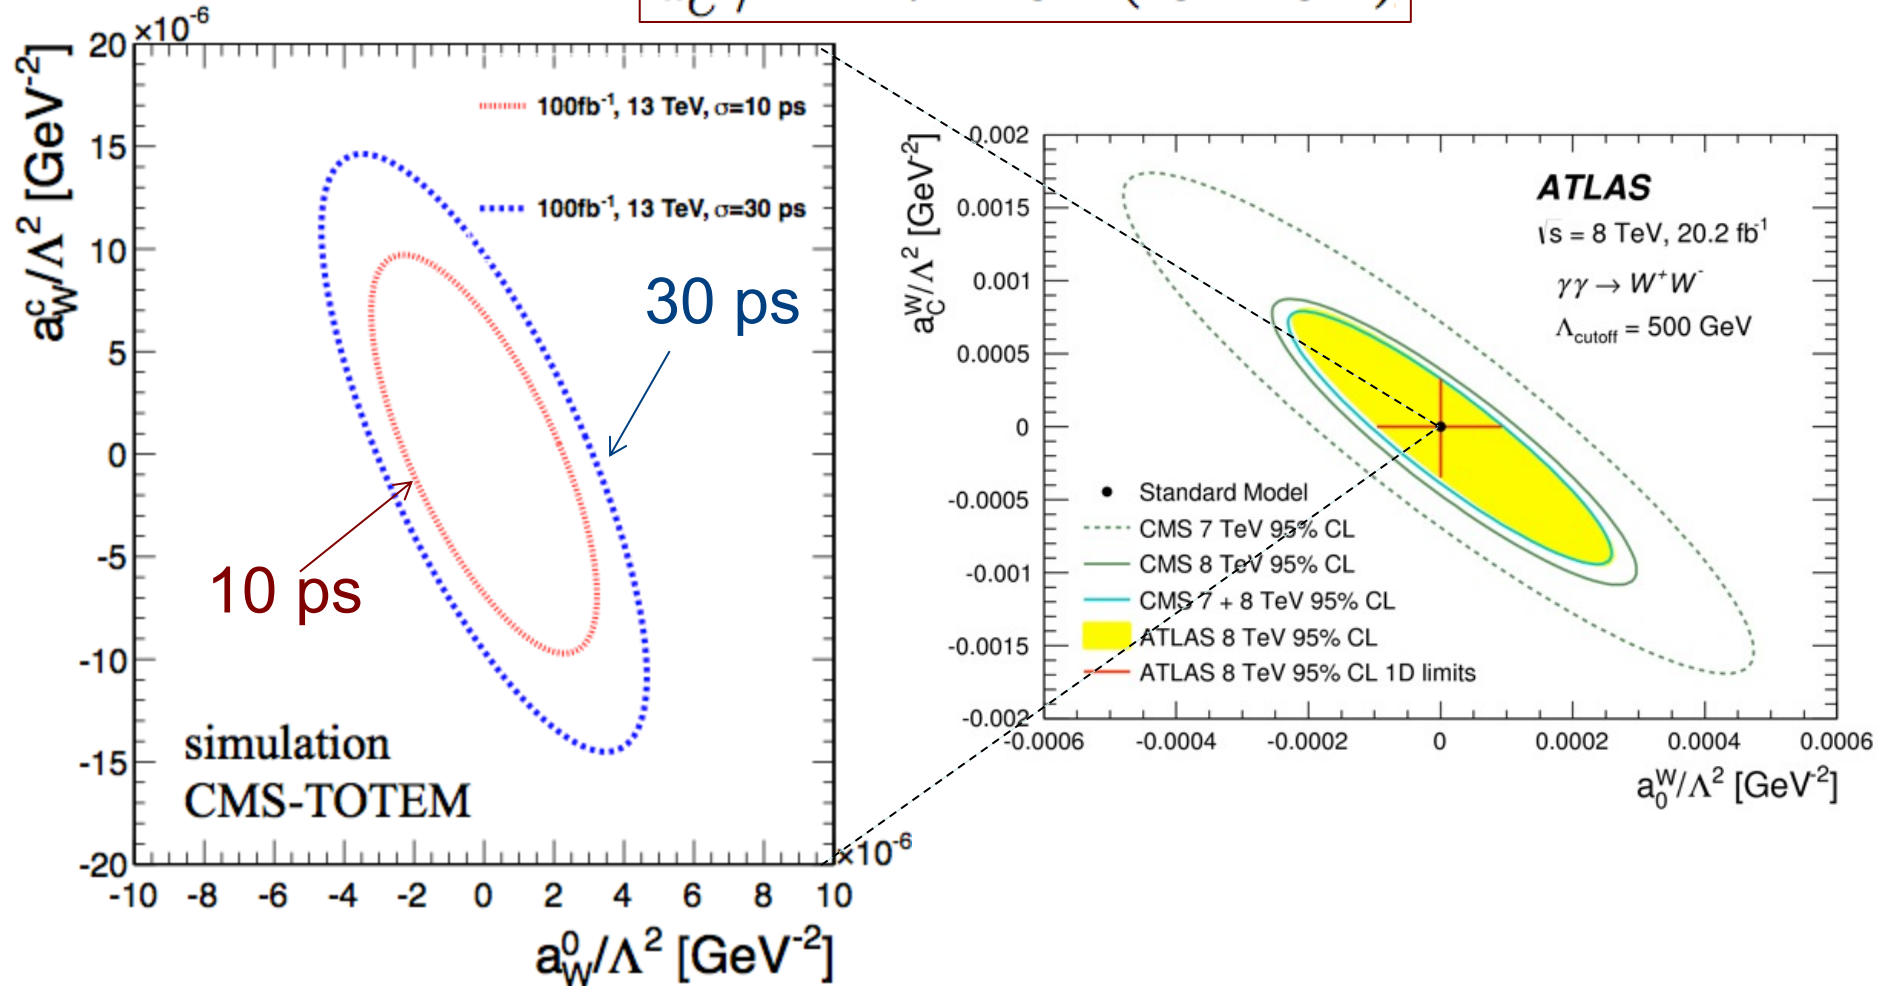 20 ×10⁻⁶
15
10
5
0
-5
-10
-15
-20
aᶜW/Λ² [GeV⁻²]
100fb⁻¹, 13 TeV, σ=10 ps
100fb⁻¹, 13 TeV, σ=30 ps
30 ps
10 ps
simulation
CMS-TOTEM
-10 -8 -6 -4 -2 0 2 4 6 8 10
×10⁻⁶
a⁰W/Λ² [GeV⁻²]
aWC/Λ² [GeV⁻²]
0.002
0.0015
0.001
0.0005
0
-0.0005
-0.001
-0.0015
-0.002
ATLAS
√s = 8 TeV, 20.2 fb⁻¹
γγ → W⁺W⁻
Λcutoff = 500 GeV
Standard Model
CMS 7 TeV 95% CL
CMS 8 TeV 95% CL
CMS 7 + 8 TeV 95% CL
ATLAS 8 TeV 95% CL
ATLAS 8 TeV 95% CL 1D limits
-0.0006 -0.0004 -0.0002 0 0.0002 0.0004 0.0006
aW0/Λ² [GeV⁻²]